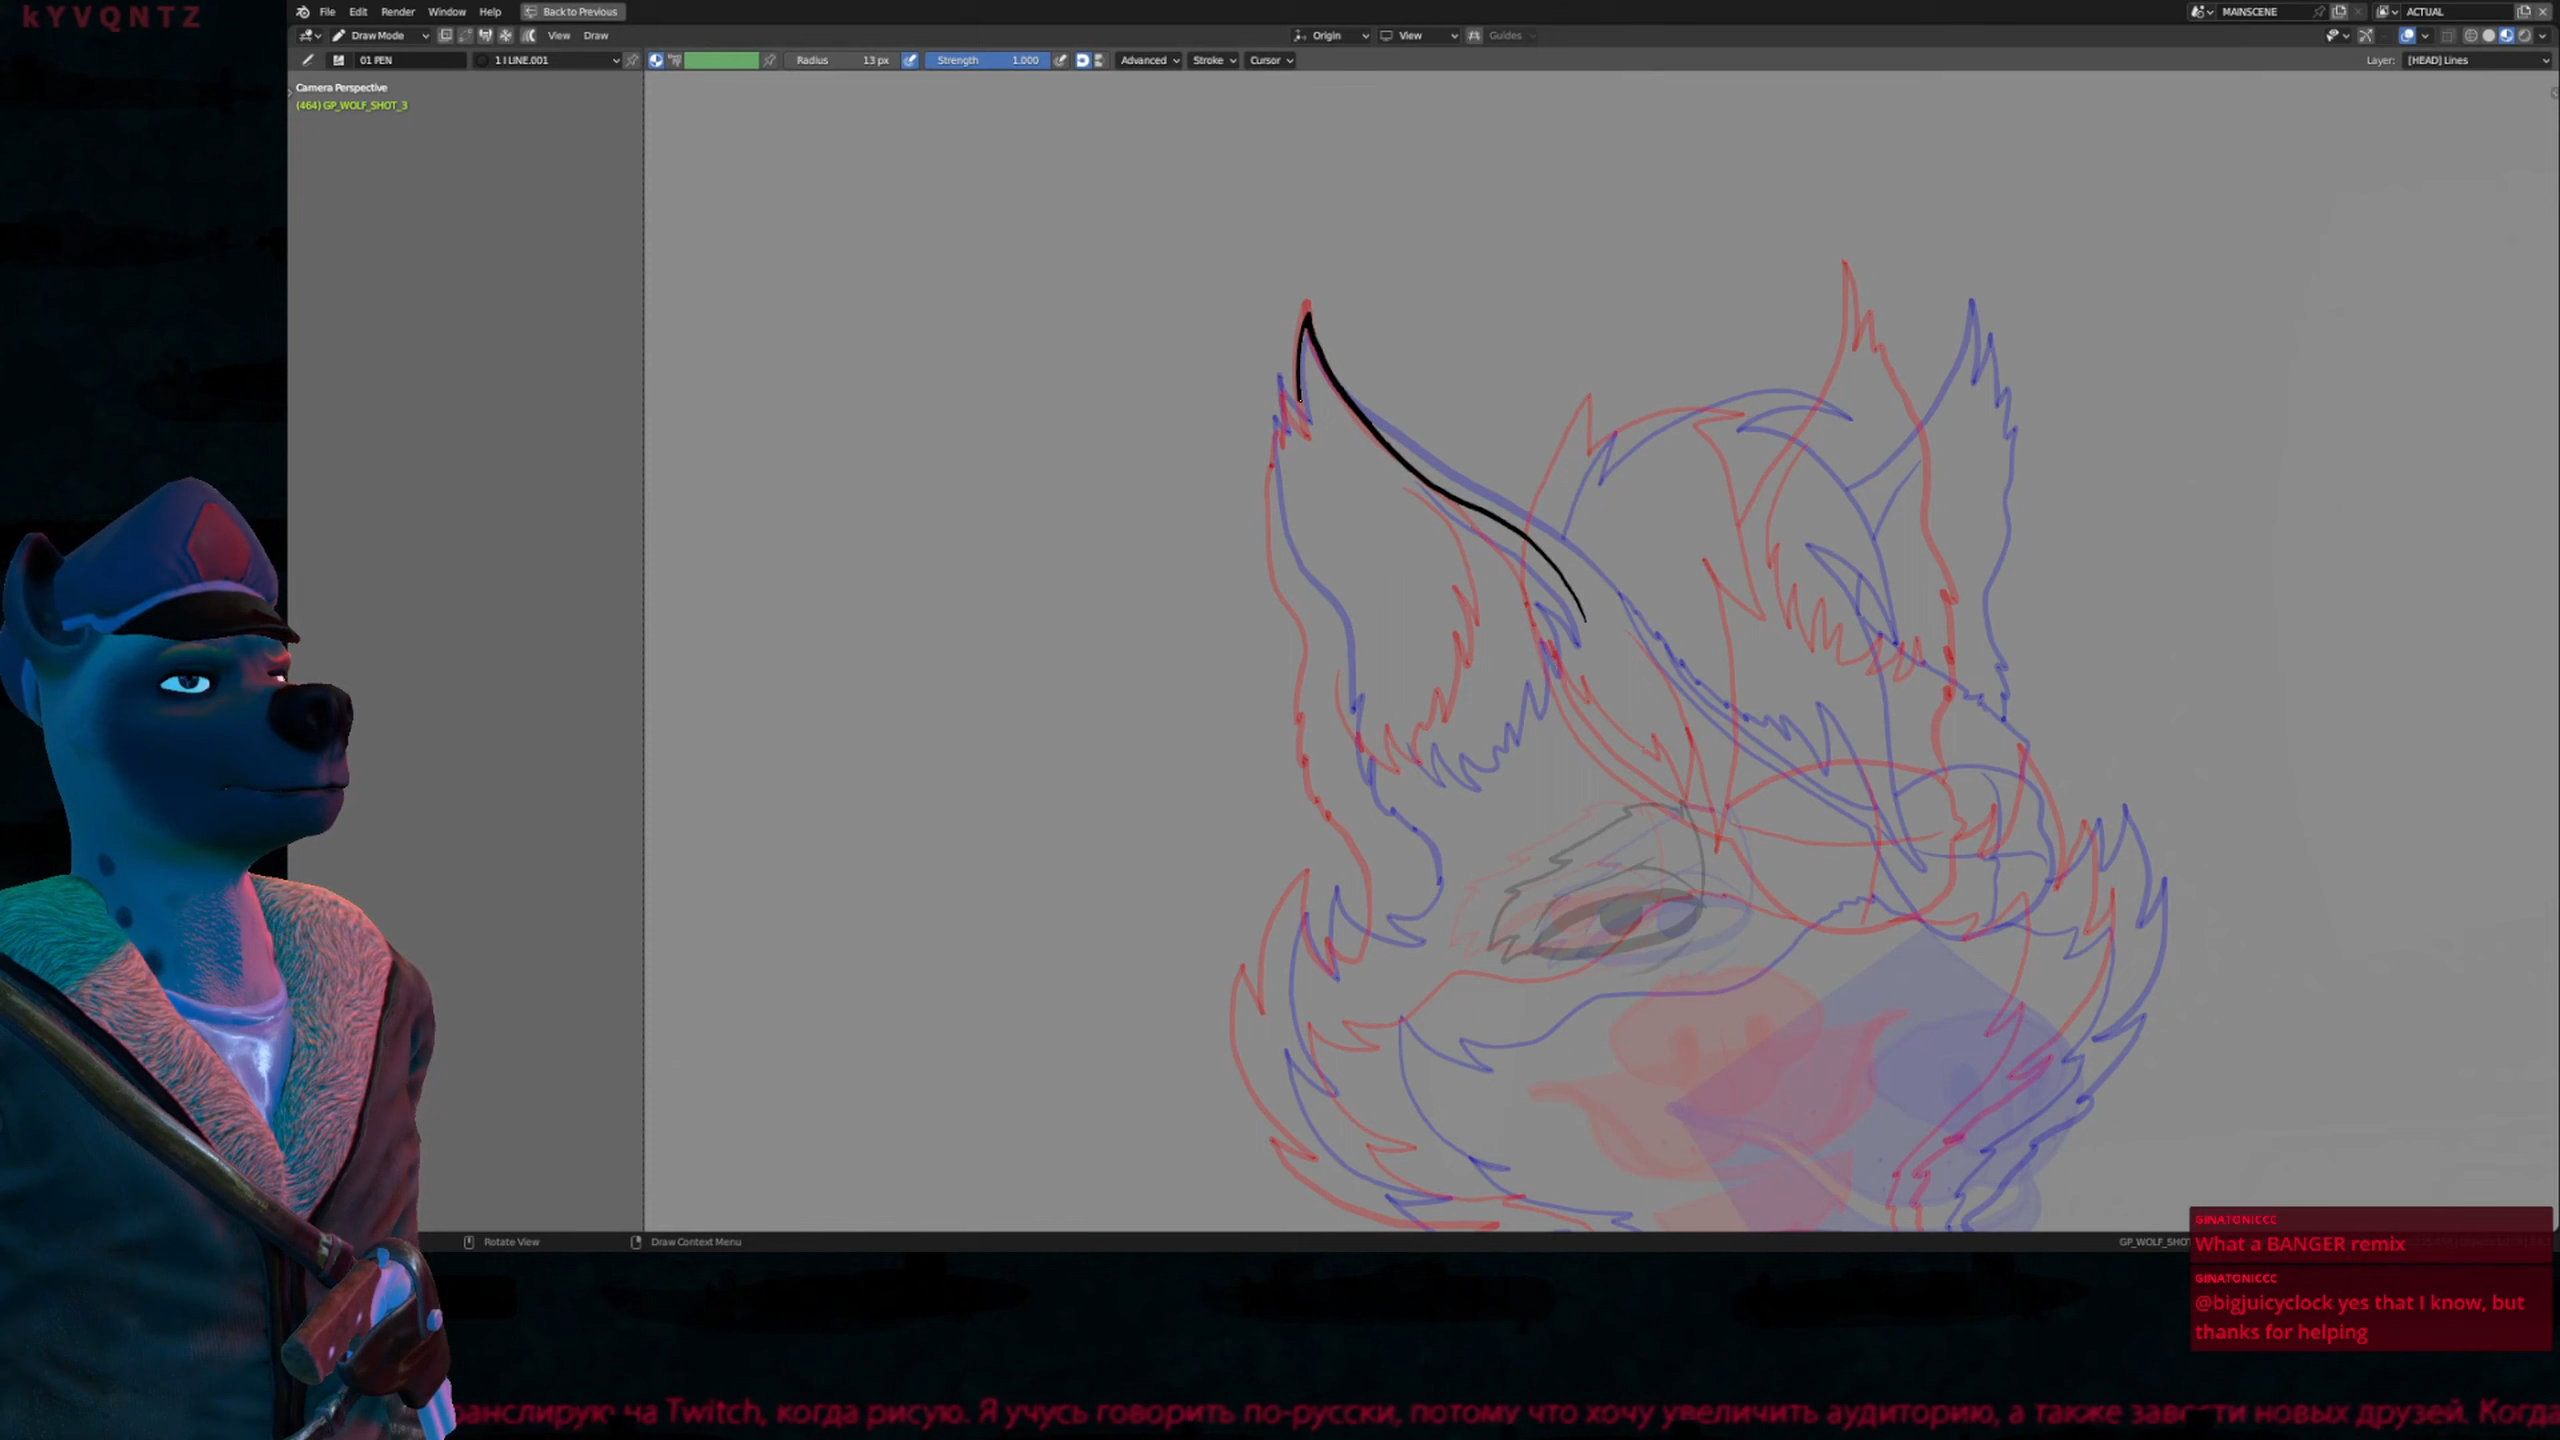 kYVQNTZ
File Edit Render Window Help Back to Previous MAINSCENE ACTUAL
Draw Mode View Draw Origin View Guides
01 PEN 1 I LINE.001 Radius 13 px Strength 1.000 Advanced Stroke Cursor Layer: [HEAD] Lines
Camera Perspective
(464) GP_WOLF_SHOT_3
Rotate View Draw Context Menu GP_WOLF_SHO
GINATONICCC
What a BANGER remix
GINATONICCC
@bigjuicyclock yes that I know, but
thanks for helping
на Twitch, когда рисую. Я учусь говорить по-русски, потому что хочу увеличить аудиторию, а также новых друзей. Когда